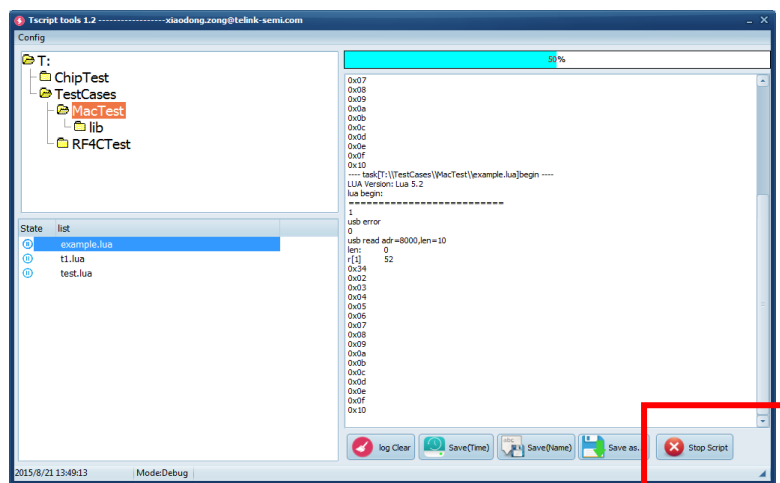 Tscript tools 1.2 ------------------xiaodong.zong@telink-semi.com
Config
T:
ChipTest
TestCases
MacTest
lib
RF4CTest
State list
example.lua
t1.lua
test.lua
50%
0x07
0x08
0x09
0x0a
0x0b
0x0c
0x0d
0x0e
0x0f
0x10
---- task[T:\\TestCases\\MacTest\\example.lua]begin ----
LUA Version: Lua 5.2
lua begin:
==========================
1
usb error
0
usb read adr=8000,len=10
len: 0
r[1] 52
0x34
0x02
0x03
0x04
0x05
0x06
0x07
0x08
0x09
0x0a
0x0b
0x0c
0x0d
0x0e
0x0f
0x10
log Clear Save(Time) abc Save(Name) Save as. Stop Script
2015/8/21 13:49:13 Mode:Debug